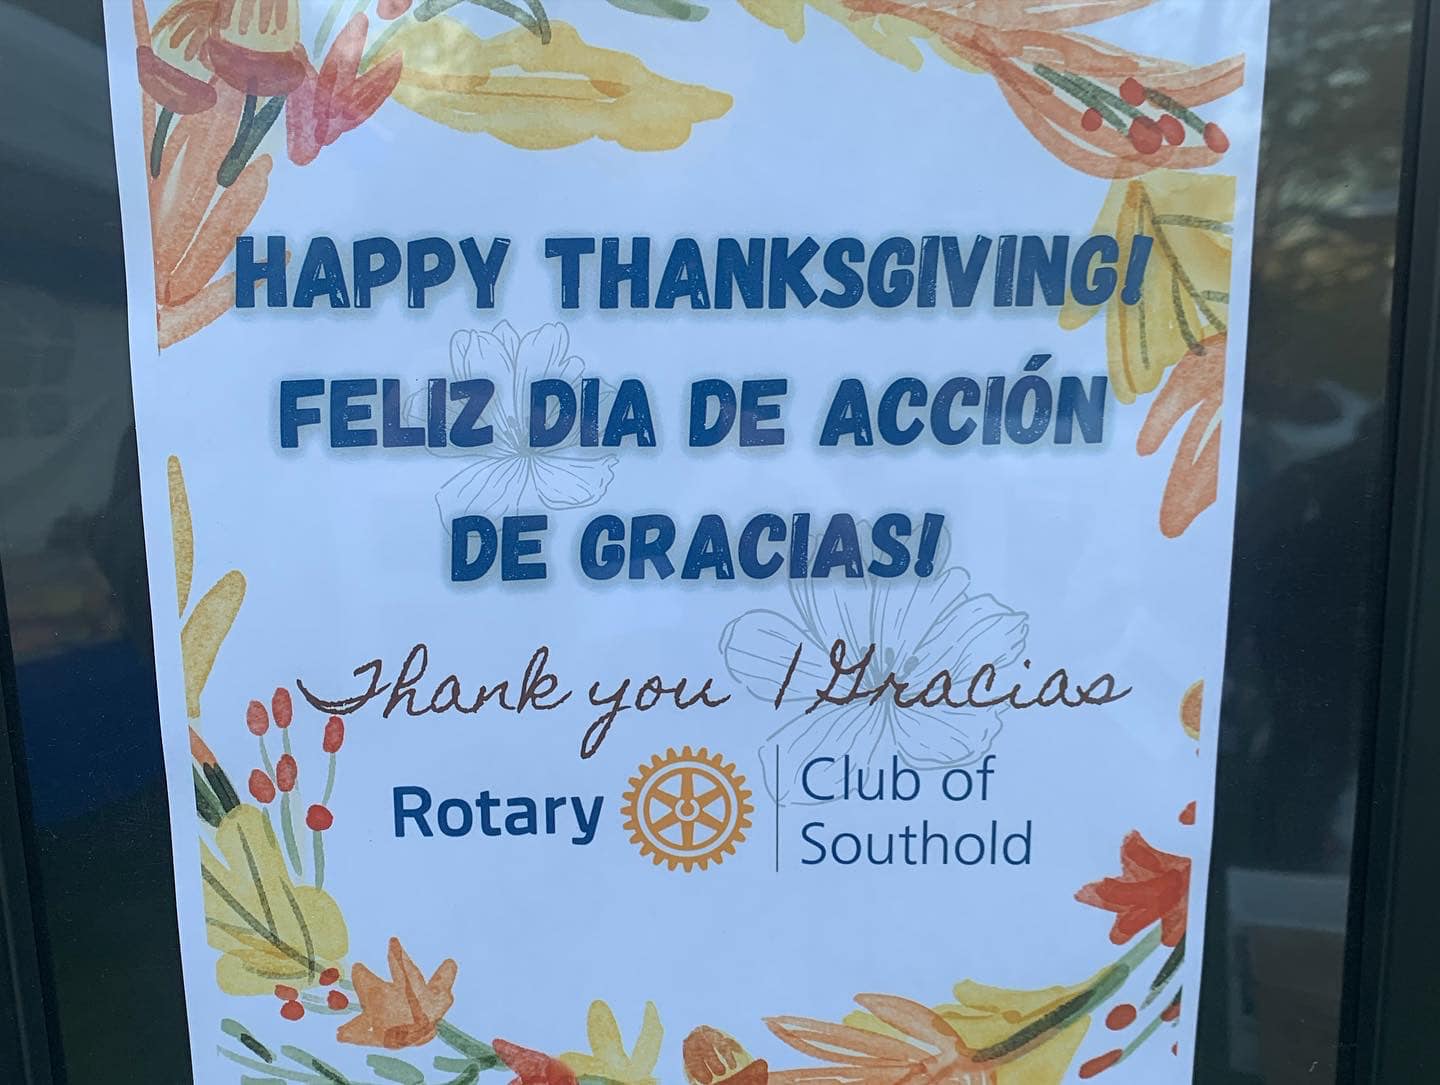 HAPPY THANKSGIVING!
FELIZ DIA DE ACCIÓN
DE GRACIAS!
Thank you | Gracias
Rotary | Club of
Southold